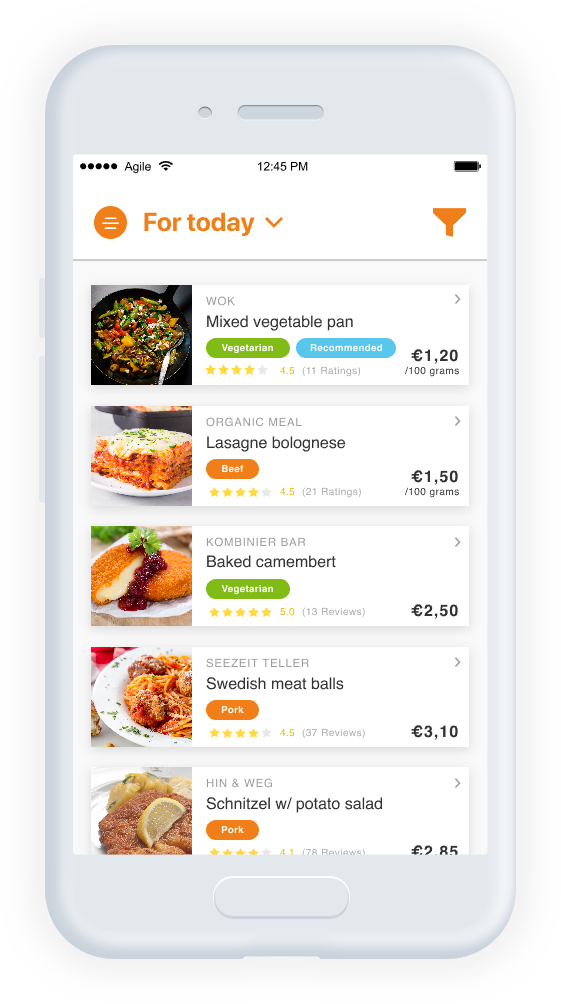 Agile 12:45 PM
For today
WOK
Mixed vegetable pan
Vegetarian Recommended
4.5 (11 Ratings)
€1,20
/100 grams
ORGANIC MEAL
Lasagne bolognese
Beef
4.5 (21 Ratings)
€1,50
/100 grams
KOMBINIER BAR
Baked camembert
Vegetarian
5.0 (13 Reviews)
€2,50
SEEZEIT TELLER
Swedish meat balls
Pork
4.5 (37 Reviews)
€3,10
HIN & WEG
Schnitzel w/ potato salad
Pork
4.1 (78 Reviews)
€2,85